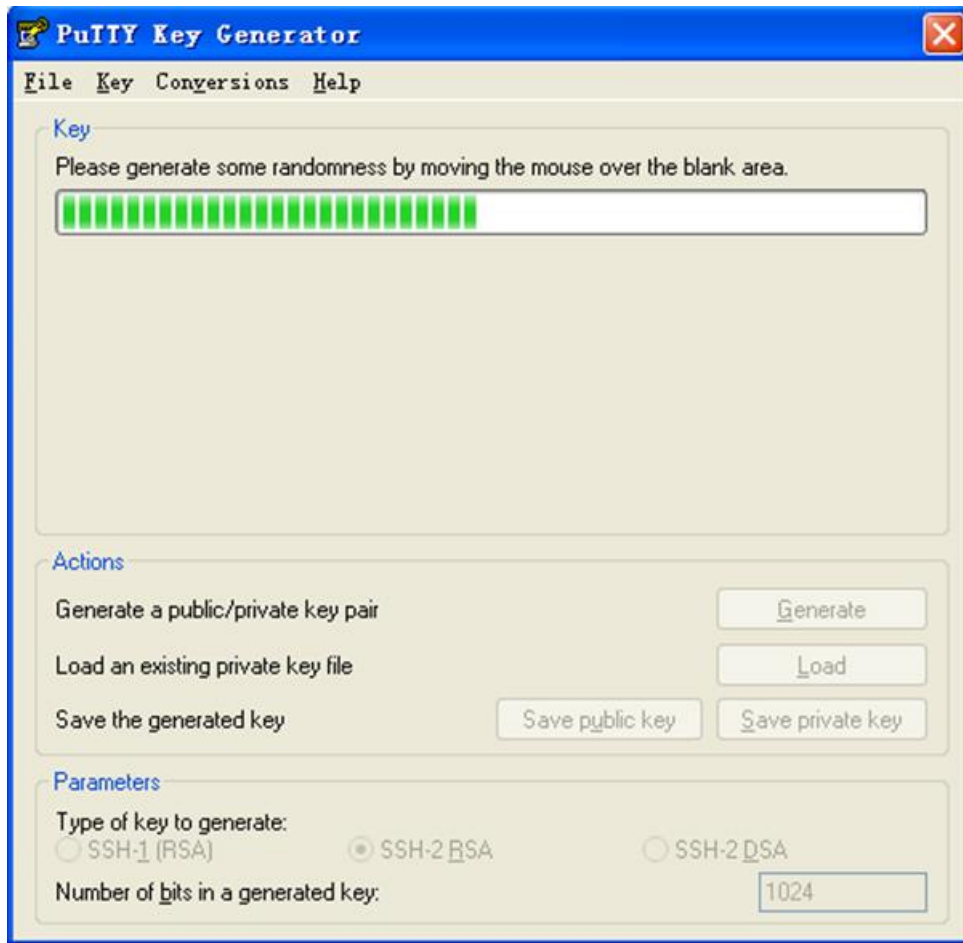 PuTTY Key Generator
File Key Conversions Help
Key
Please generate some randomness by moving the mouse over the blank area.
Actions
Generate a public/private key pair Generate
Load an existing private key file Load
Save the generated key Save public key Save private key
Parameters
Type of key to generate:
SSH-1 (RSA) SSH-2 RSA SSH-2 DSA
Number of bits in a generated key: 1024